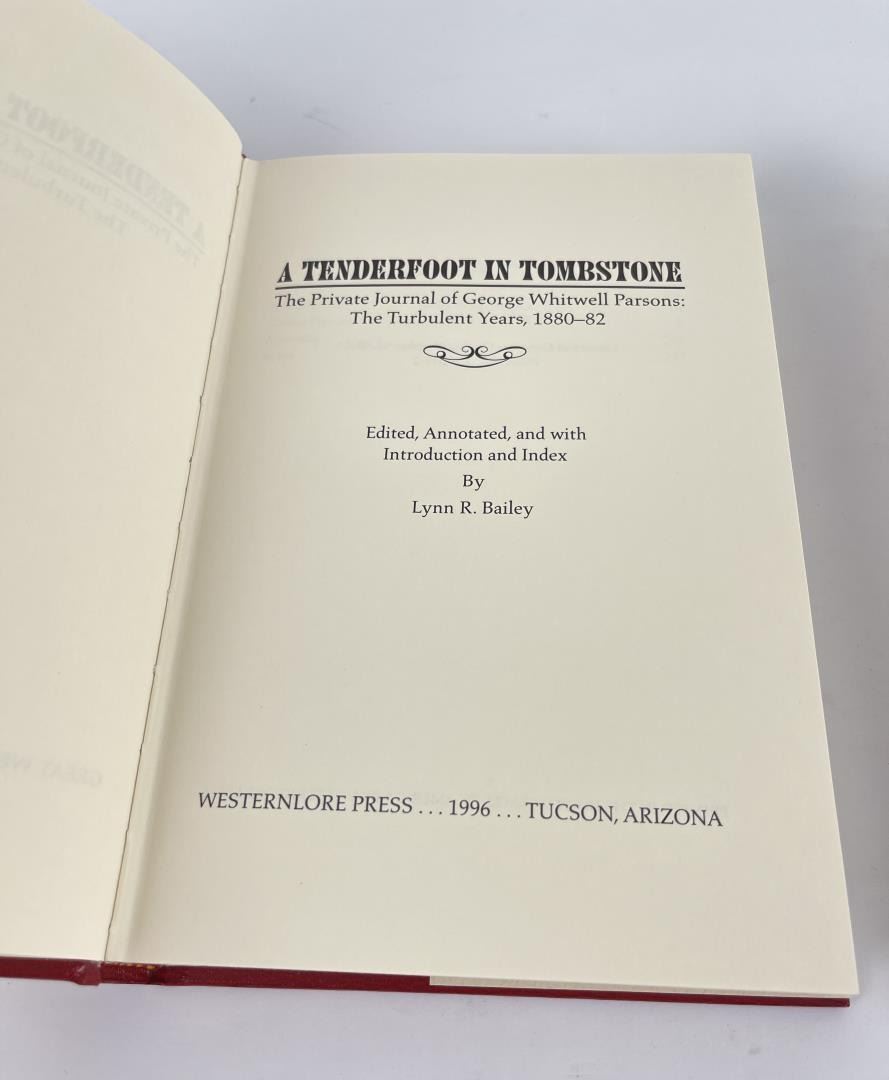 A TENDERFOOT IN TOMBSTONE
The Private Journal of George Whitwell Parsons:
The Turbulent Years, 1880–82
Edited, Annotated, and with
Introduction and Index
By
Lynn R. Bailey
WESTERNLORE PRESS . . . 1996 . . . TUCSON, ARIZONA